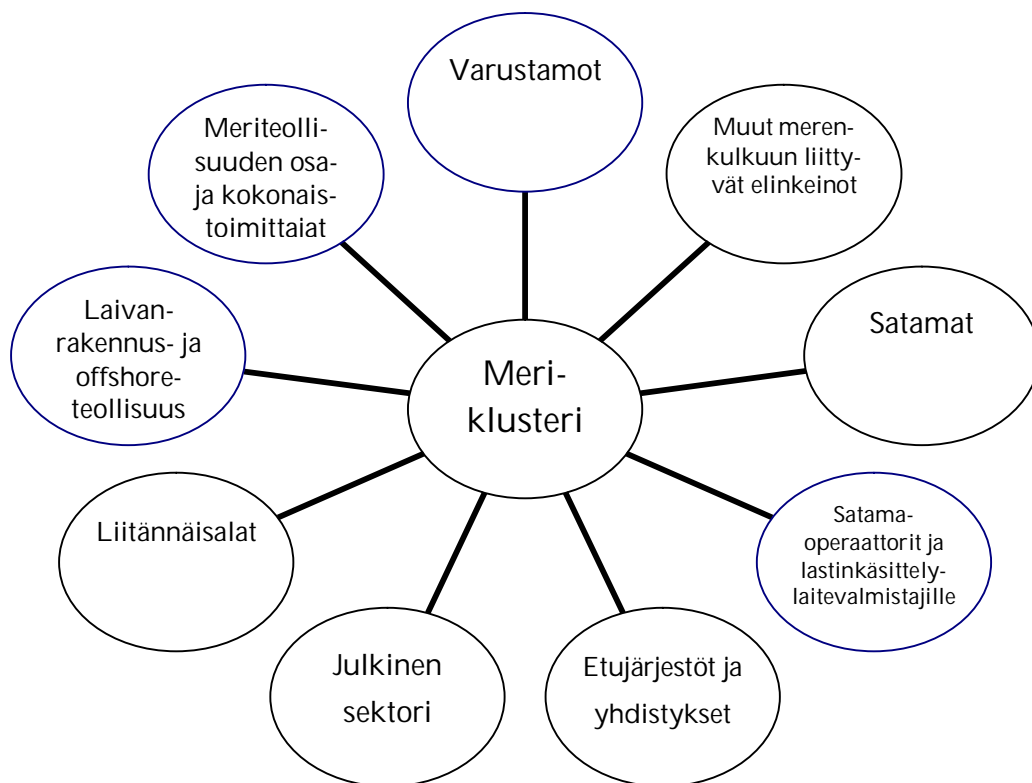 Varustamot
Meriteolli-
suuden osa-
ja kokonais-
toimittaiat
Muut meren-
kulkuun liitty-
vät elinkeinot
Laivan-
rakennus- ja
offshore-
teollisuus
Satamat
Meri-
klusteri
Liitännäisalat
Satama-
operaattorit ja
lastinkäsittely-
laitevalmistajille
Julkinen
sektori
Etujärjestöt ja
yhdistykset